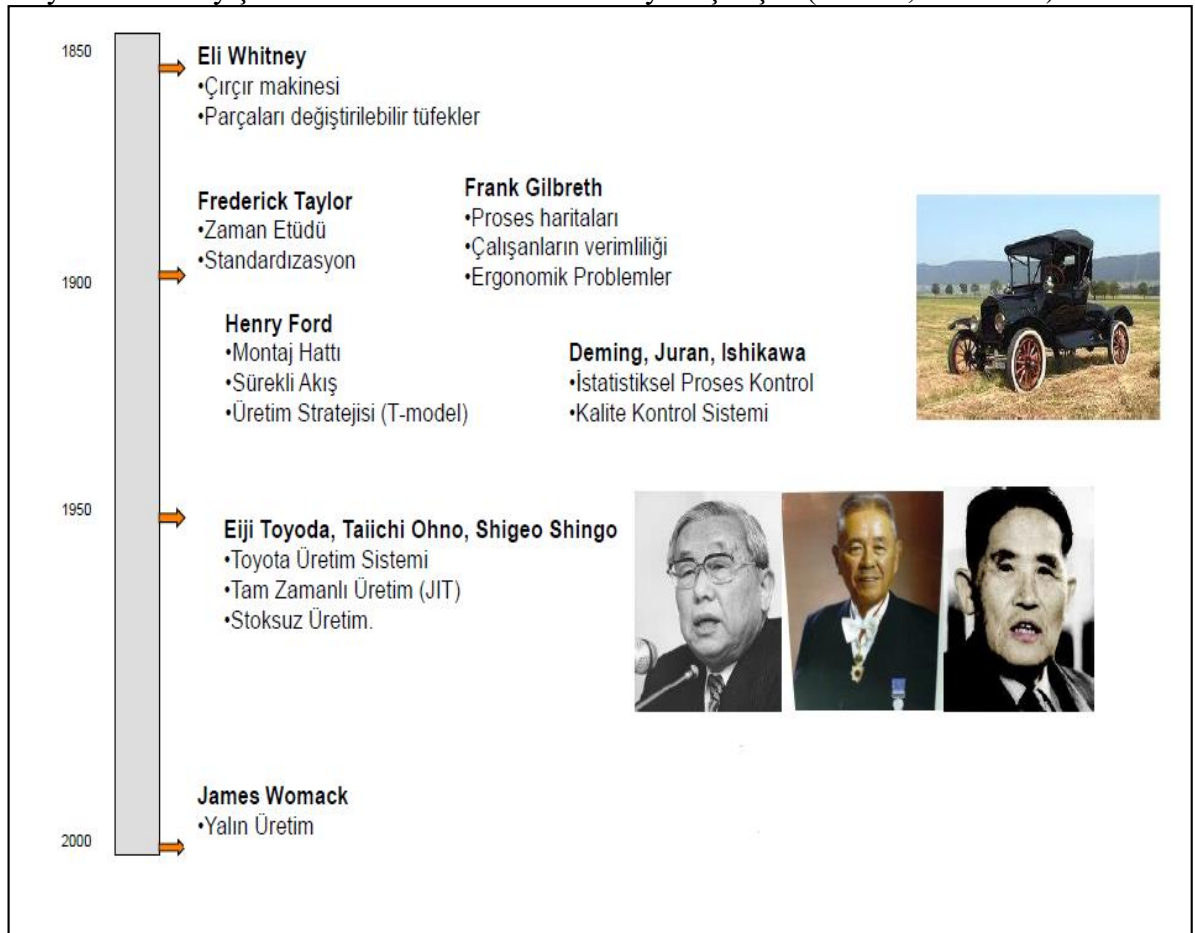 1850
Eli Whitney
•Çırçır makinesi
•Parçaları değiştirilebilir tüfekler
Frederick Taylor
•Zaman Etüdü
•Standardızasyon
Frank Gilbreth
•Proses haritaları
•Çalışanların verimliliği
•Ergonomik Problemler
1900
Henry Ford
•Montaj Hattı
•Sürekli Akış
•Üretim Stratejisi (T-model)
Deming, Juran, Ishikawa
•İstatistiksel Proses Kontrol
•Kalite Kontrol Sistemi
1950
Eiji Toyoda, Taiichi Ohno, Shigeo Shingo
•Toyota Üretim Sistemi
•Tam Zamanlı Üretim (JIT)
•Stoksuz Üretim.
James Womack
•Yalın Üretim
2000